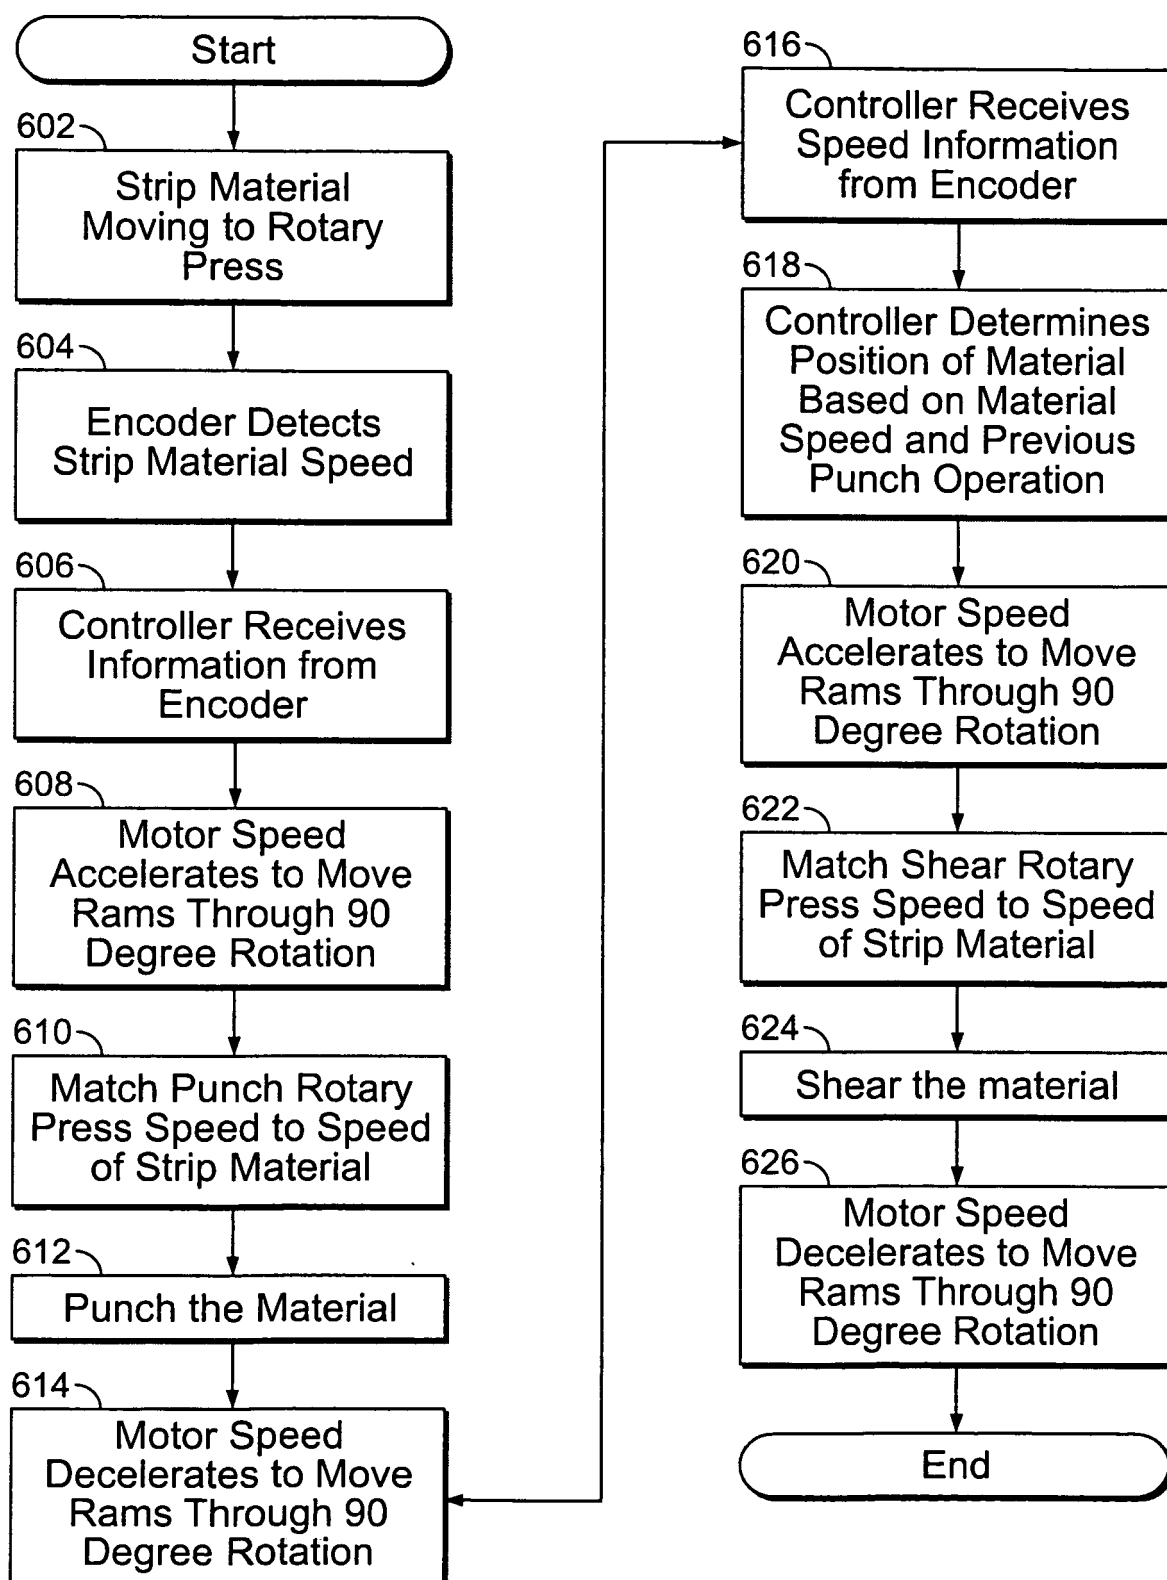 Start
602
Strip Material
Moving to Rotary
Press
604
Encoder Detects
Strip Material Speed
606
Controller Receives
Information from
Encoder
608
Motor Speed
Accelerates to Move
Rams Through 90
Degree Rotation
610
Match Punch Rotary
Press Speed to Speed
of Strip Material
612
Punch the Material
614
Motor Speed
Decelerates to Move
Rams Through 90
Degree Rotation
616
Controller Receives
Speed Information
from Encoder
618
Controller Determines
Position of Material
Based on Material
Speed and Previous
Punch Operation
620
Motor Speed
Accelerates to Move
Rams Through 90
Degree Rotation
622
Match Shear Rotary
Press Speed to Speed
of Strip Material
624
Shear the material
626
Motor Speed
Decelerates to Move
Rams Through 90
Degree Rotation
End